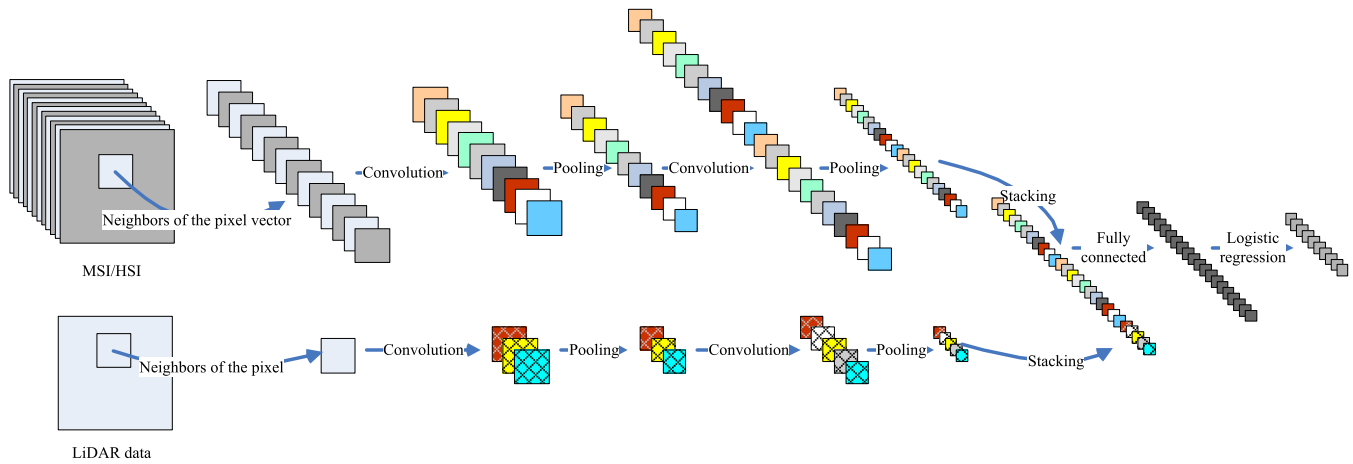 Neighbors of the pixel vector
MSI/HSI
Convolution
Pooling
Convolution
Pooling
Stacking
Fully
connected
Logistic
regression
Neighbors of the pixel
LiDAR data
Convolution
Pooling
Convolution
Pooling
Stacking